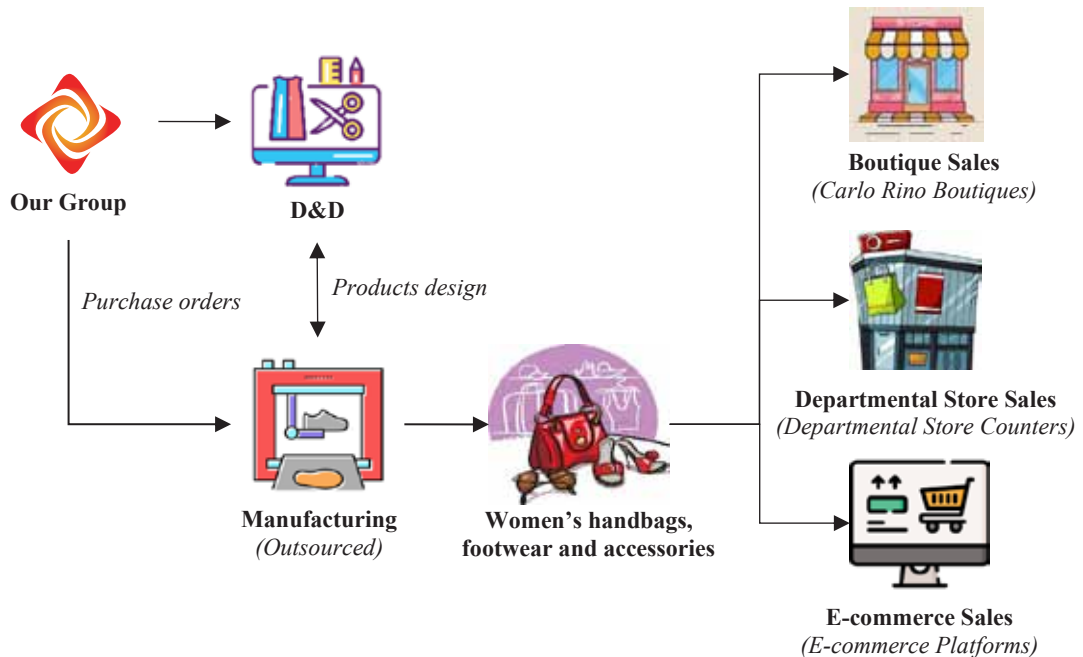 Our Group
D&D
Purchase orders
Products design
Manufacturing
(Outsourced)
Women’s handbags,
footwear and accessories
Boutique Sales
(Carlo Rino Boutiques)
Departmental Store Sales
(Departmental Store Counters)
E-commerce Sales
(E-commerce Platforms)